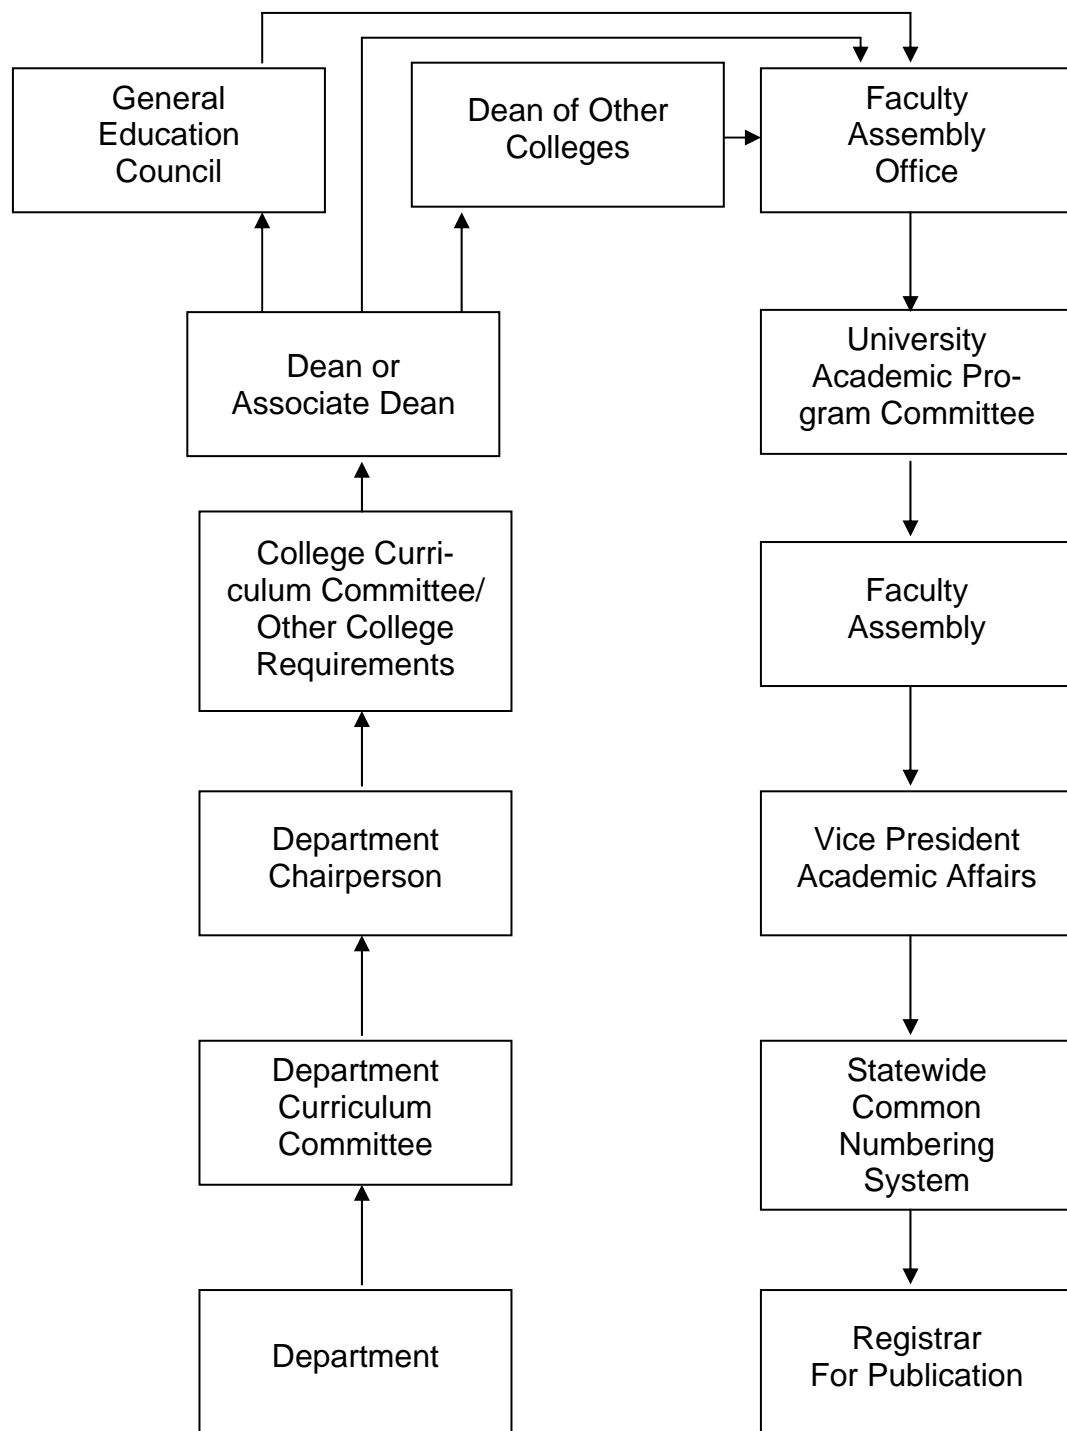 General
Education
Council
Dean of Other
Colleges
Faculty
Assembly
Office
Dean or
Associate Dean
University
Academic Pro-
gram Committee
College Curri-
culum Committee/
Other College
Requirements
Faculty
Assembly
Department
Chairperson
Vice President
Academic Affairs
Department
Curriculum
Committee
Statewide
Common
Numbering
System
Department
Registrar
For Publication